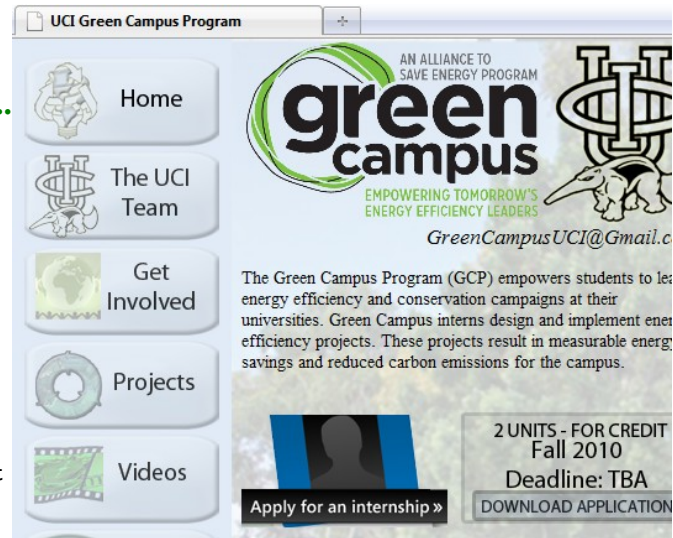 UCI Green Campus Program
Home
The UCI
Team
Get
Involved
Projects
Videos
AN ALLIANCE TO
SAVE ENERGY PROGRAM
green
campus
EMPOWERING TOMORROW'S
ENERGY EFFICIENCY LEADERS
UCI
GreenCampusUCI@Gmail.c
The Green Campus Program (GCP) empowers students to lea
energy efficiency and conservation campaigns at their
universities. Green Campus interns design and implement ener
efficiency projects. These projects result in measurable energy
savings and reduced carbon emissions for the campus.
Apply for an internship »
2 UNITS - FOR CREDIT
Fall 2010
Deadline: TBA
DOWNLOAD APPLICATION